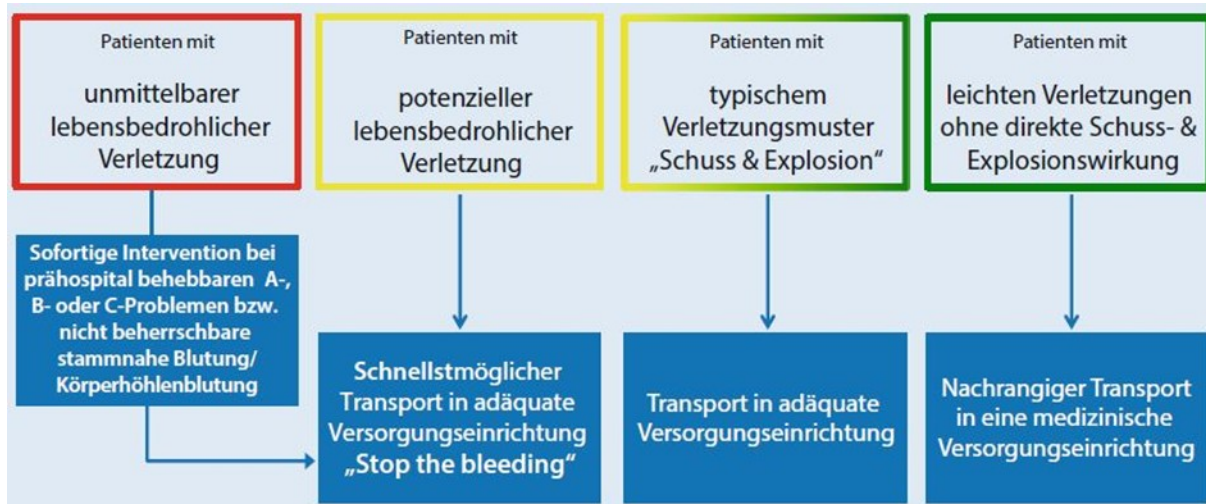 Patienten mit
unmittelbarer
lebensbedrohlicher
Verletzung
Patienten mit
potenzieller
lebensbedrohlicher
Verletzung
Patienten mit
typischem
Verletzungsmuster
„Schuss & Explosion“
Patienten mit
leichten Verletzungen
ohne direkte Schuss- &
Explosionswirkung
Sofortige Intervention bei
prähospital behebbaren A-,
B- oder C-Problemen bzw.
nicht beherrschbare
stammnahe Blutung/
Körperhöhlenblutung
Schnellstmöglicher
Transport in adäquate
Versorgungseinrichtung
„Stop the bleeding“
Transport in adäquate
Versorgungseinrichtung
Nachrangiger Transport
in eine medizinische
Versorgungseinrichtung